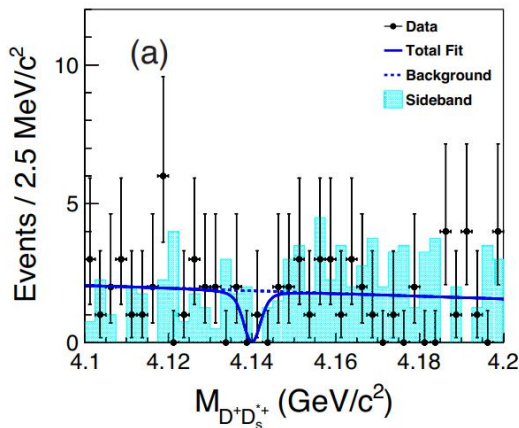 (a)
Data
Total Fit
Background
Sideband
Events / 2.5 MeV/c²
10
5
0
4.1 4.12 4.14 4.16 4.18 4.2
M_{D⁺D_s^{*+}} (GeV/c²)